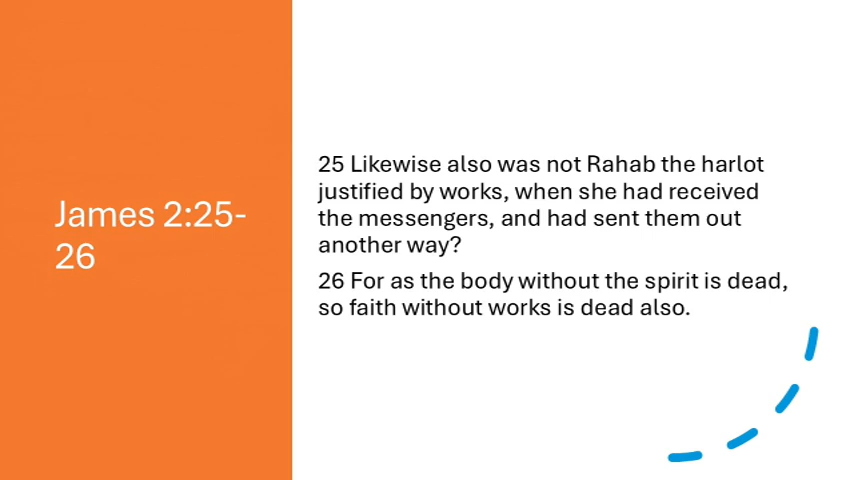 James 2:25-
26
25 Likewise also was not Rahab the harlot
justified by works, when she had received
the messengers, and had sent them out
another way?
26 For as the body without the spirit is dead,
so faith without works is dead also.